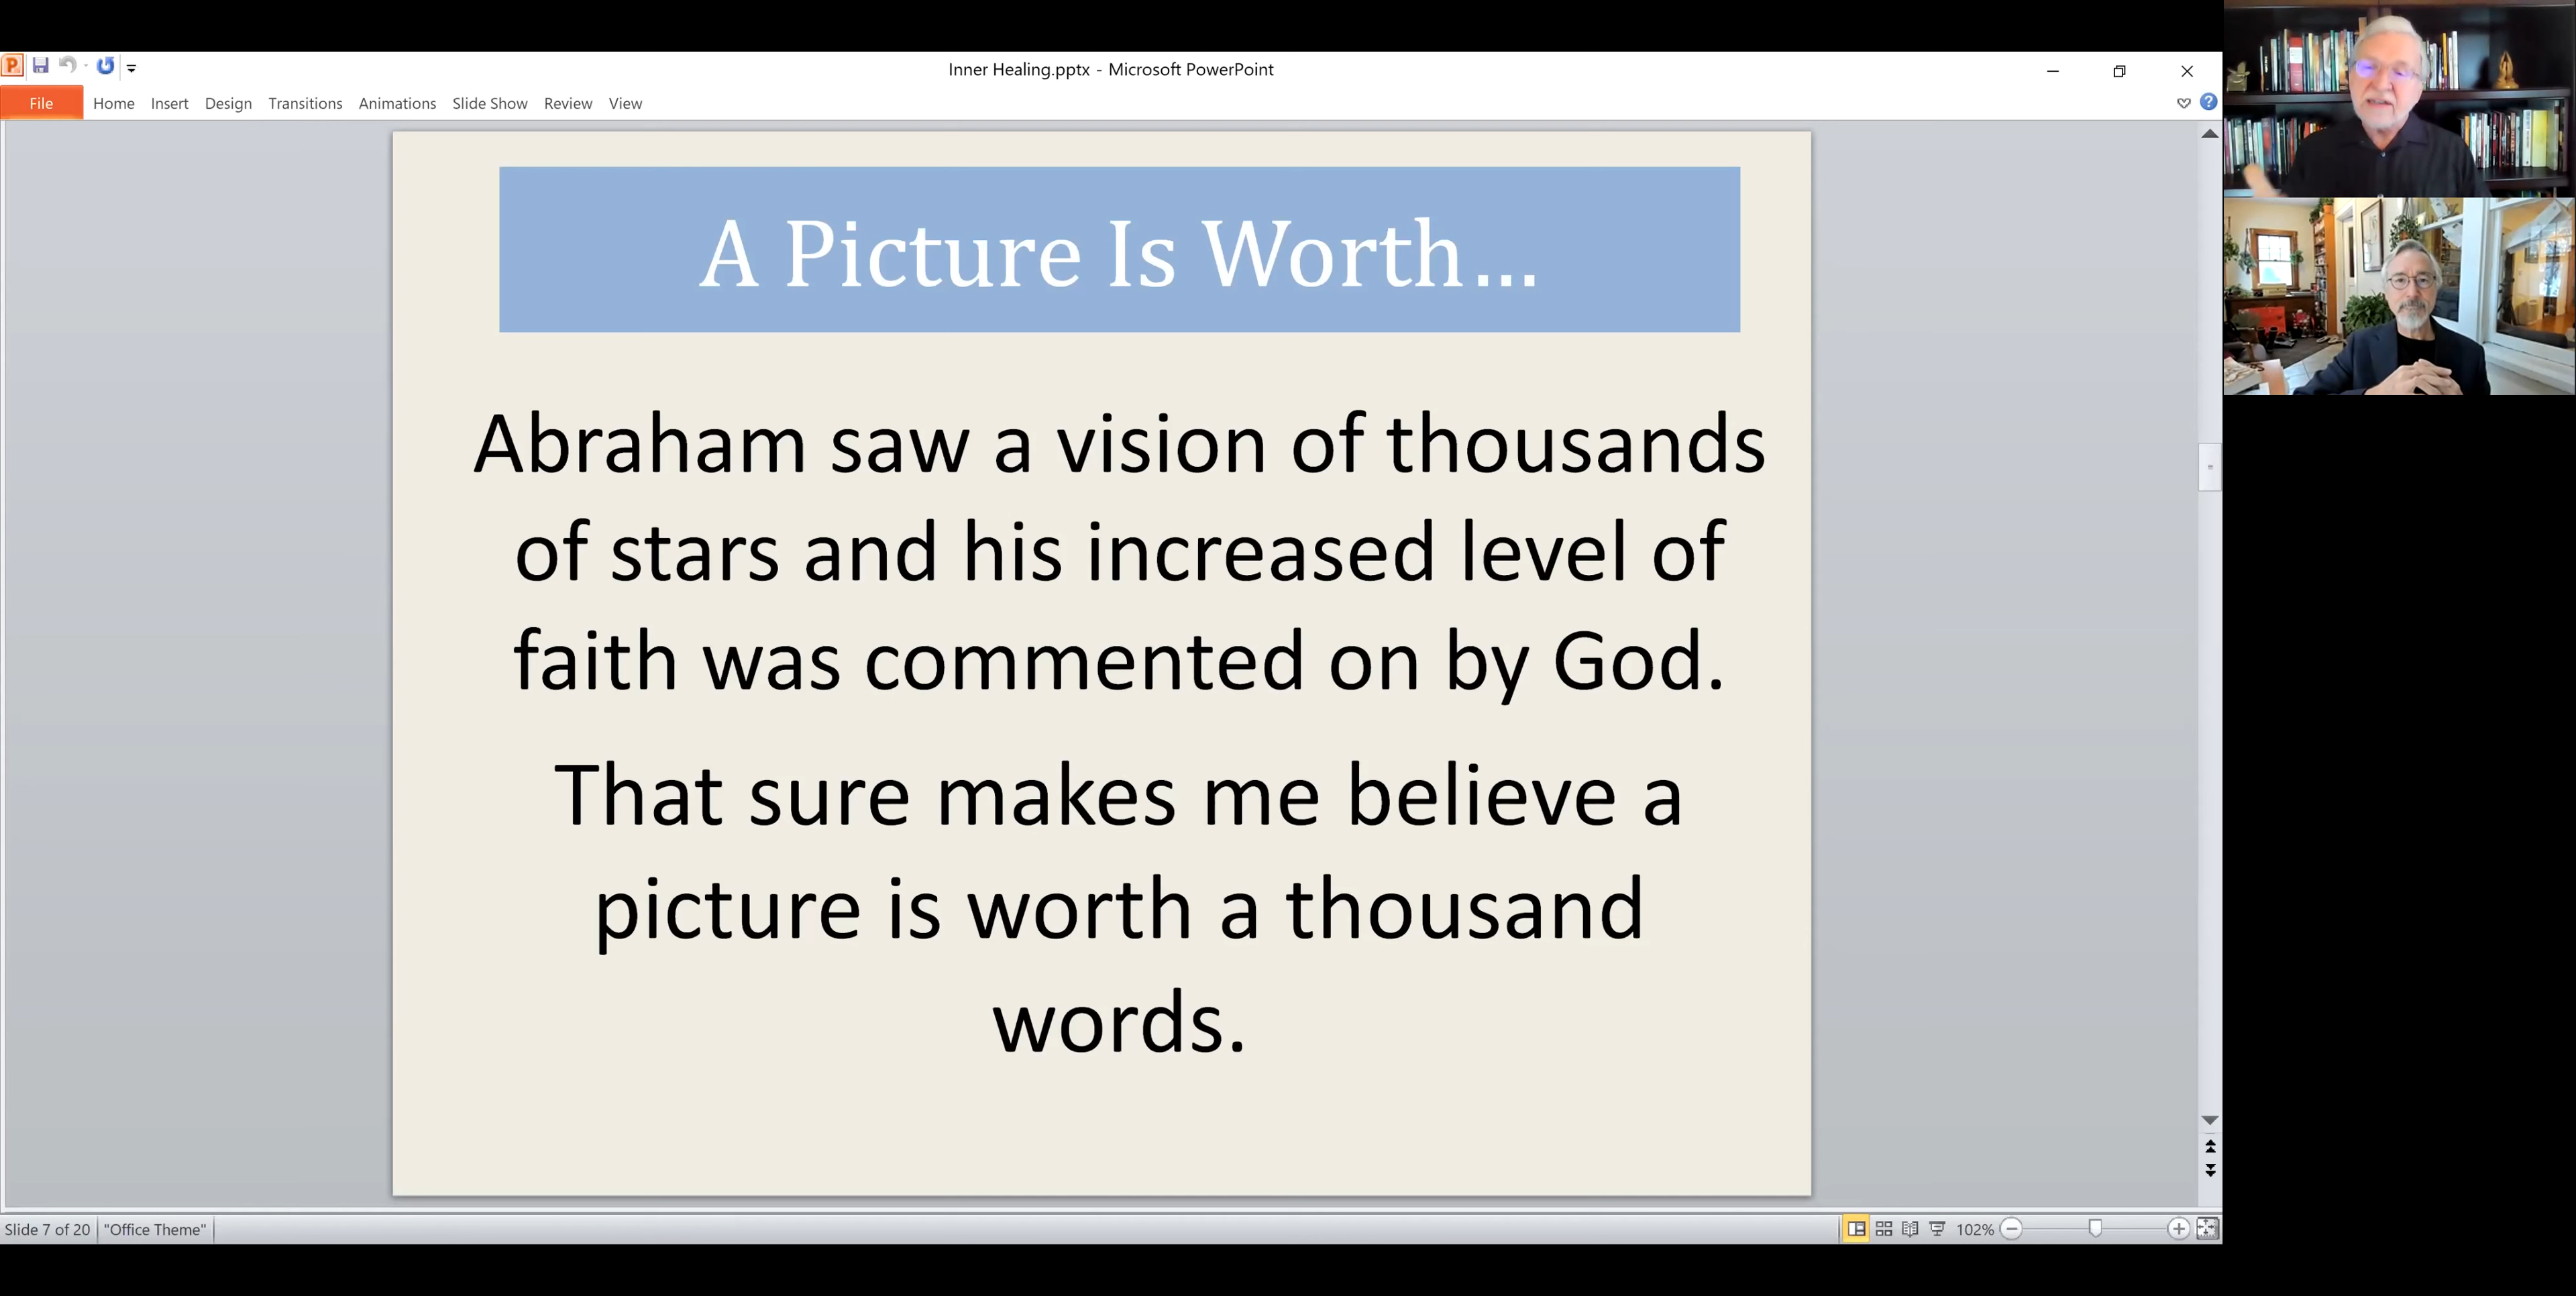 Inner Healing.pptx - Microsoft PowerPoint
File Home Insert Design Transitions Animations Slide Show Review View
A Picture Is Worth...
Abraham saw a vision of thousands
of stars and his increased level of
faith was commented on by God.
That sure makes me believe a
picture is worth a thousand
words.
Slide 7 of 20 "Office Theme" 102%